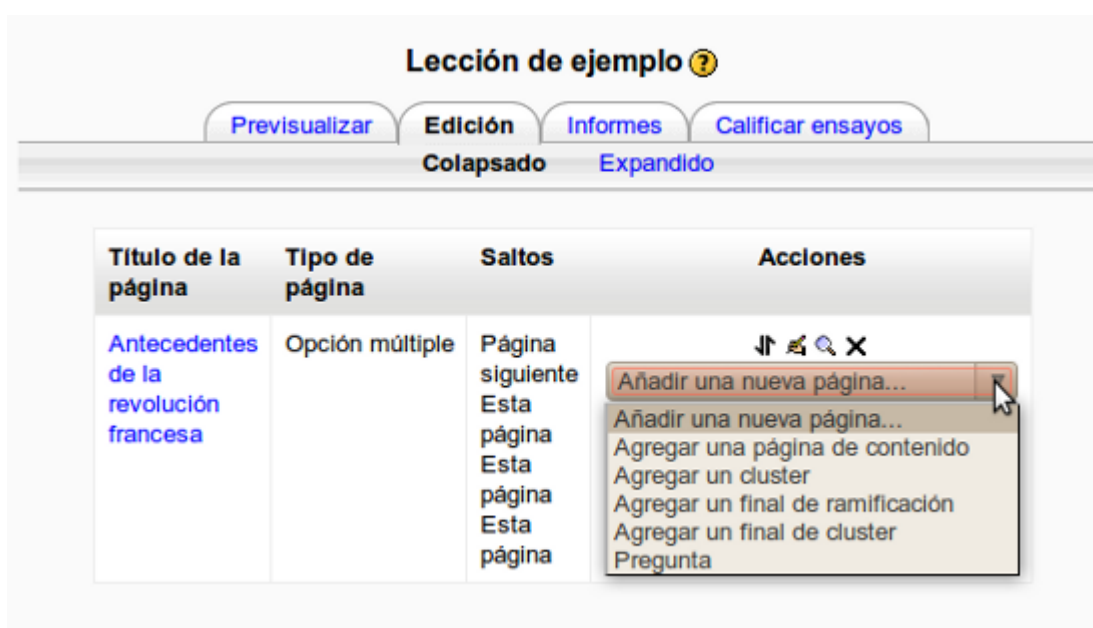 Lección de ejemplo ?
Previsualizar Edición Informes Calificar ensayos
Colapsado Expandido
Título de la página Tipo de página Saltos Acciones
Antecedentes de la revolución francesa
Opción múltiple
Página siguiente
Esta página
Esta página
Esta página
Añadir una nueva página...
Añadir una nueva página...
Agregar una página de contenido
Agregar un cluster
Agregar un final de ramificación
Agregar un final de cluster
Pregunta